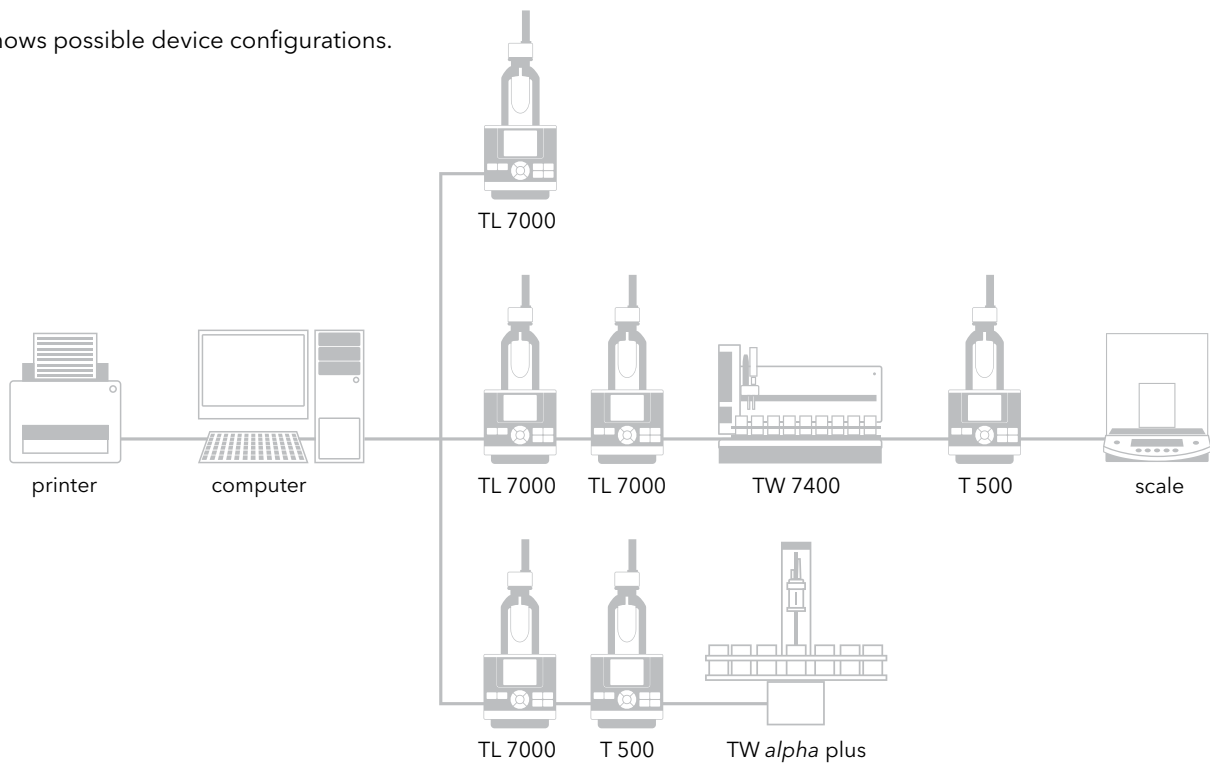 possible device configurations.
TL 7000
printer
computer
TL 7000
TL 7000
TW 7400
T 500
scale
TL 7000
T 500
TW alpha plus